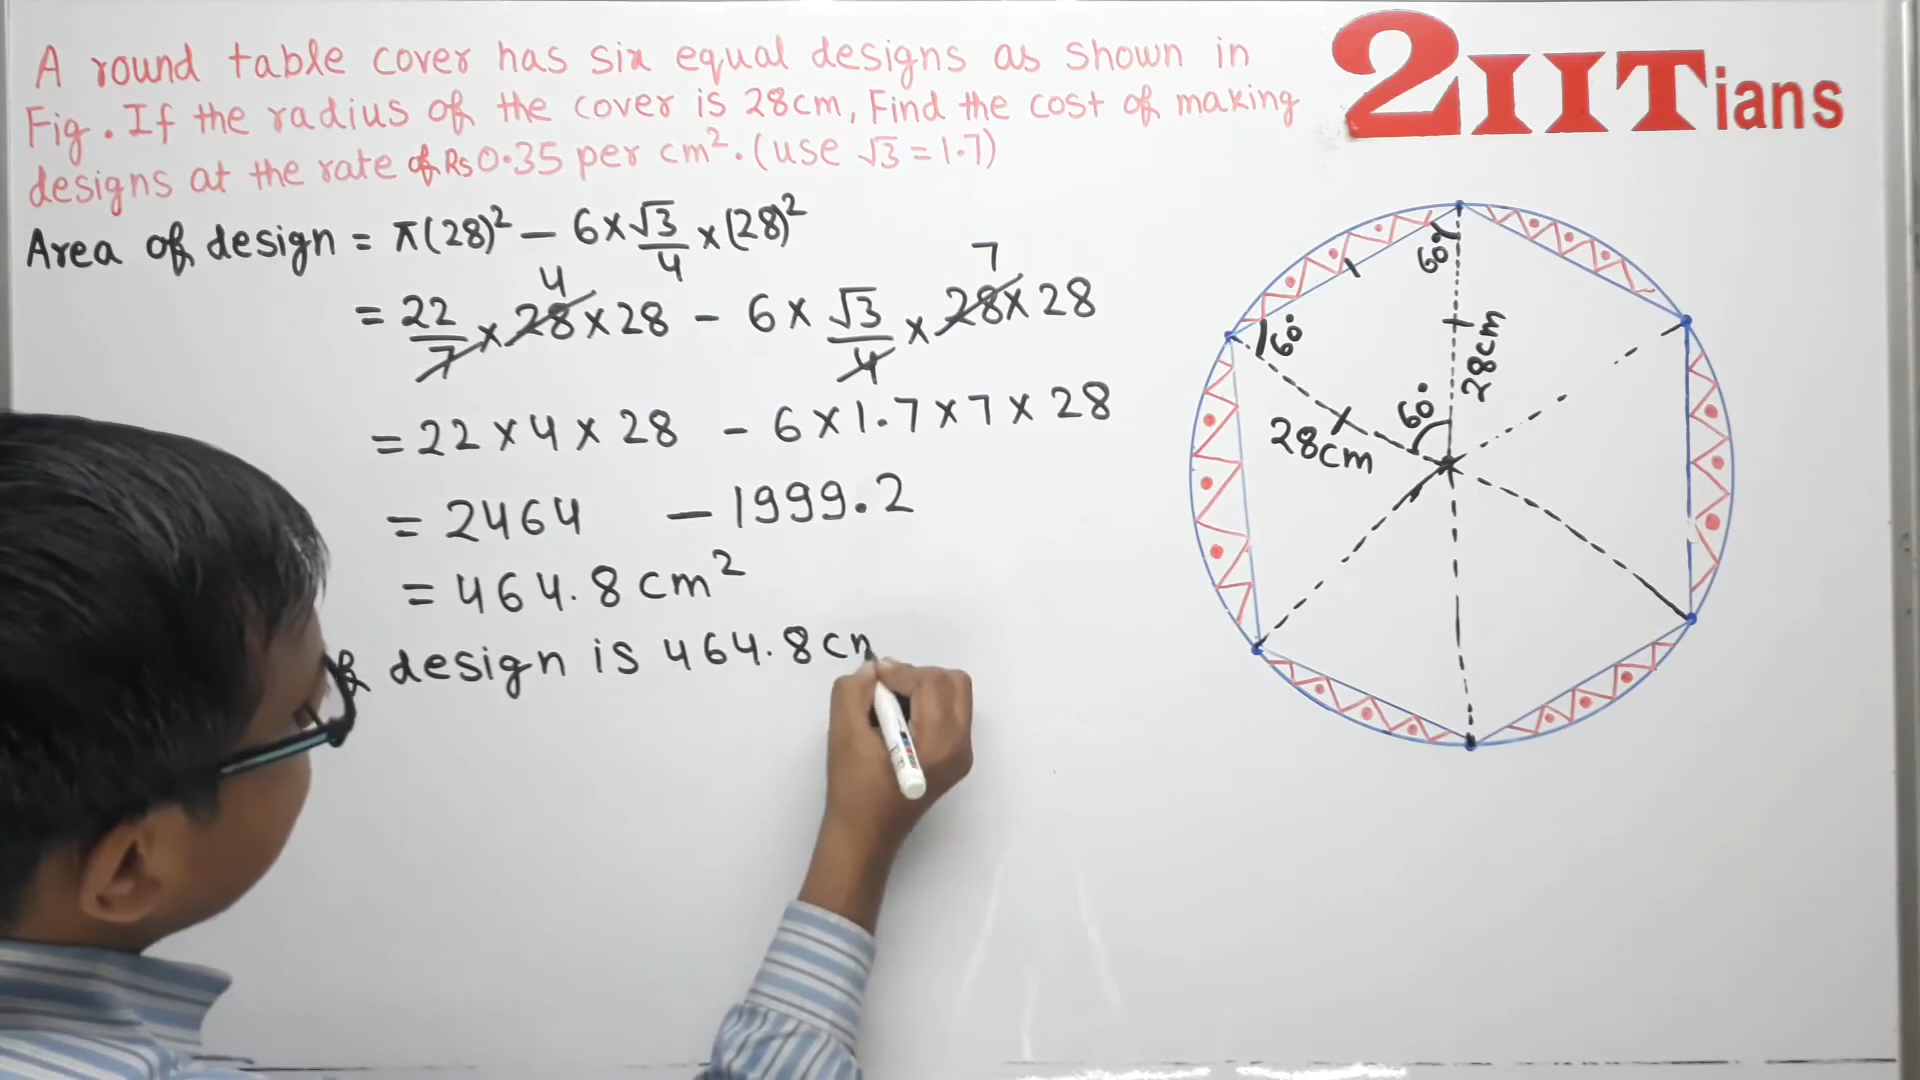 A round table cover has six equal designs as shown in
Fig. If the radius of the cover is 28cm, Find the cost of making
designs at the rate of Rs 0.35 per cm². (use √3 = 1.7)
2IITians
Area of design = π(28)² - 6 × √3/4 × (28)²
= 22/7 × 28 × 28 - 6 × √3/4 × 28 × 28
4
7
= 22 × 4 × 28 - 6 × 1.7 × 7 × 28
= 2464 - 1999.2
= 464.8 cm²
design is 464.8 cm
60°
60°
60°
28cm
28cm